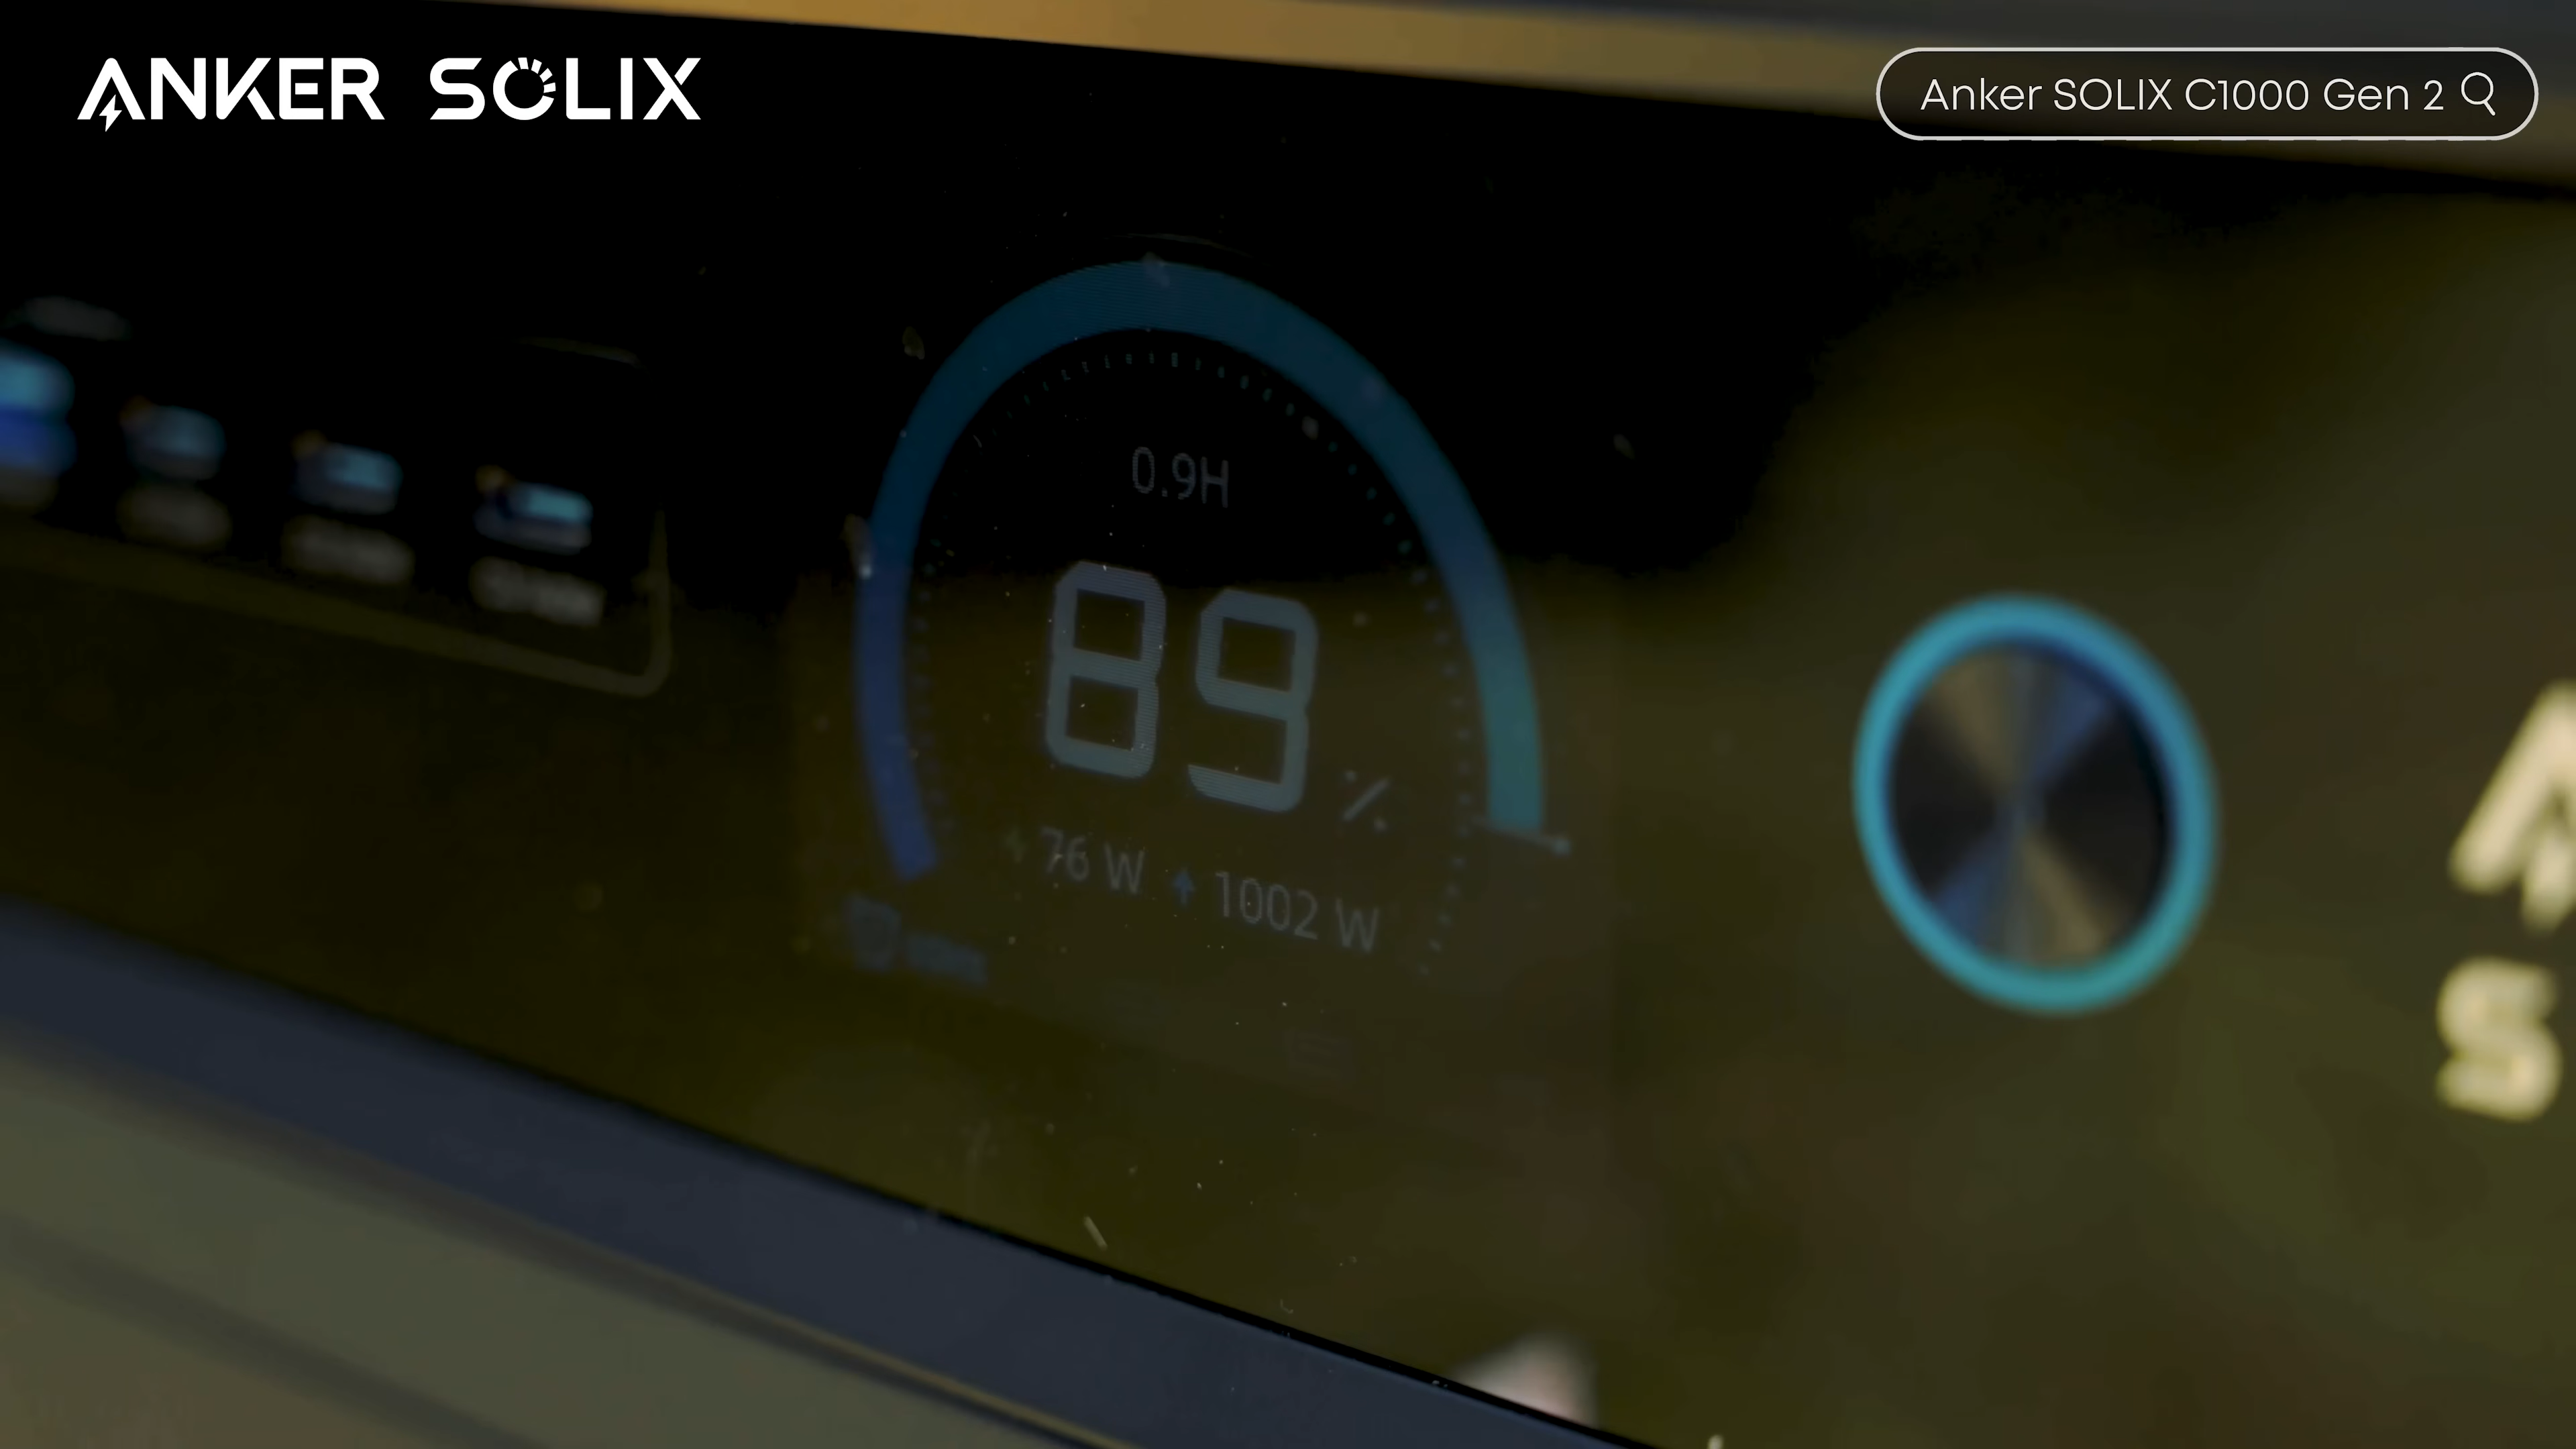 ANKER SOLIX
Anker SOLIX C1000 Gen 2
0.9H
89%
76 W 1002 W
S